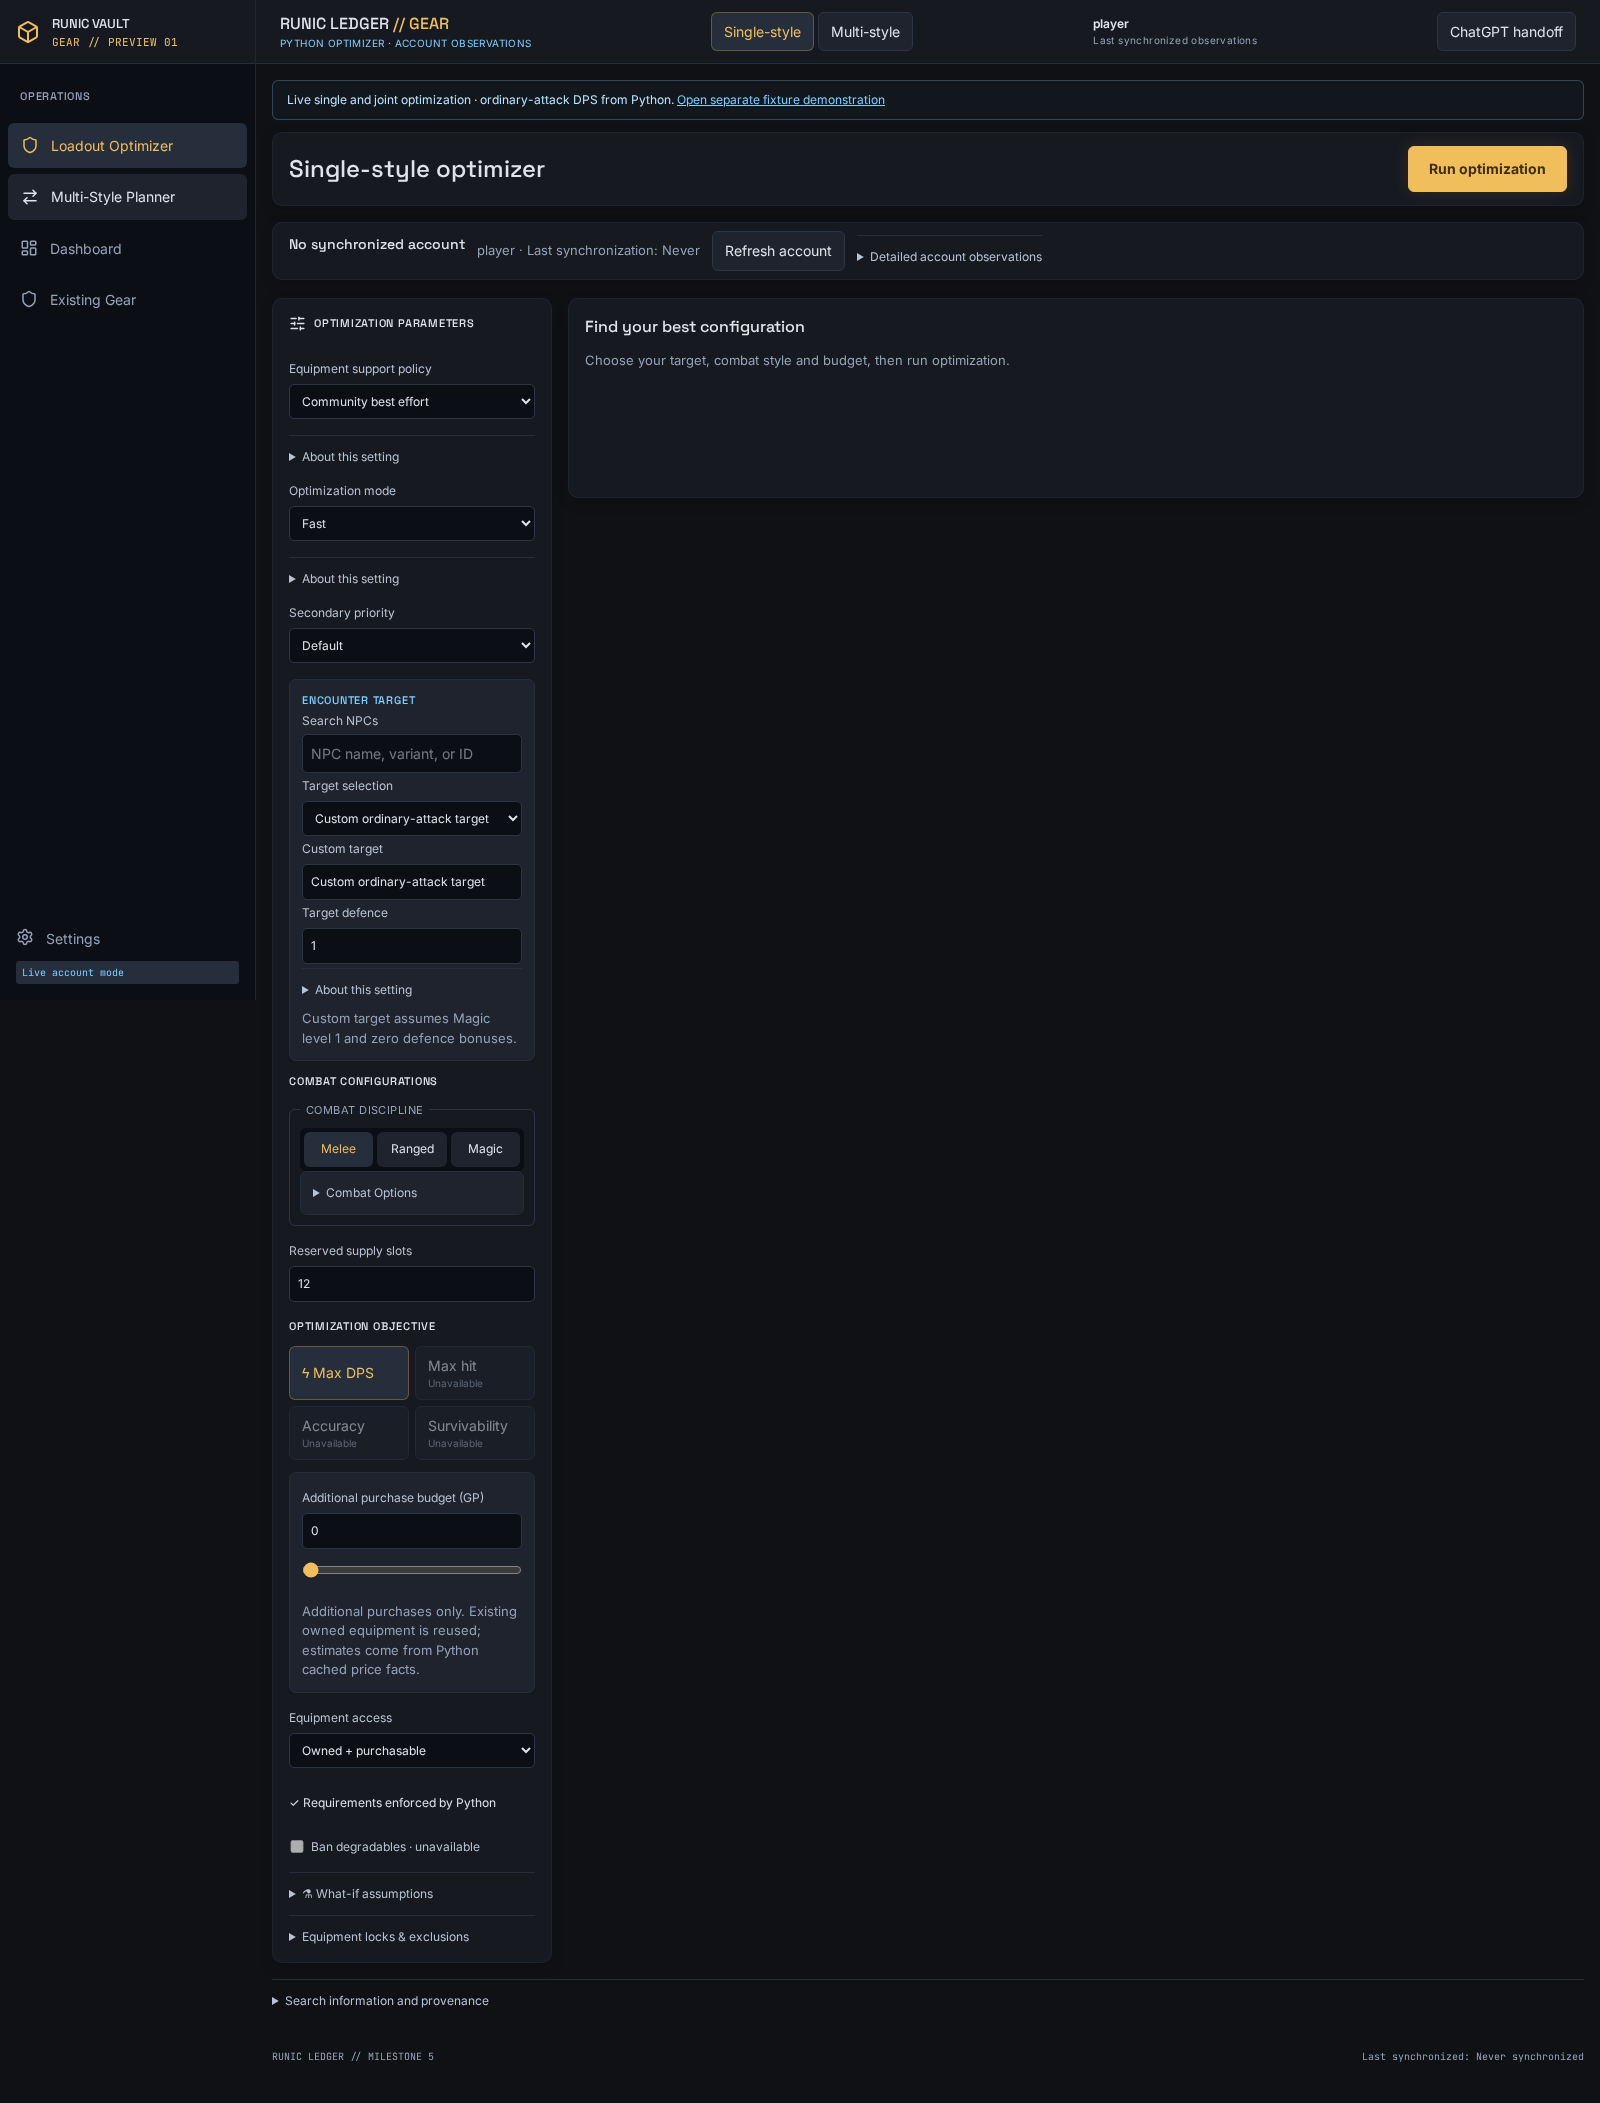 RUNIC VAULT
GEAR // PREVIEW 01
RUNIC LEDGER // GEAR
PYTHON OPTIMIZER · ACCOUNT OBSERVATIONS
Single-style
Multi-style
player
Last synchronized observations
ChatGPT handoff
OPERATIONS
Loadout Optimizer
Multi-Style Planner
Dashboard
Existing Gear
Settings
Live account mode
Live single and joint optimization · ordinary-attack DPS from Python. Open separate fixture demonstration
Single-style optimizer
Run optimization
No synchronized account
player · Last synchronization: Never
Refresh account
Detailed account observations
OPTIMIZATION PARAMETERS
Equipment support policy
Community best effort
About this setting
Optimization mode
Fast
About this setting
Secondary priority
Default
ENCOUNTER TARGET
Search NPCs
NPC name, variant, or ID
Target selection
Custom ordinary-attack target
Custom target
Custom ordinary-attack target
Target defence
1
About this setting
Custom target assumes Magic
level 1 and zero defence bonuses.
COMBAT CONFIGURATIONS
COMBAT DISCIPLINE
Melee
Ranged
Magic
Combat Options
Reserved supply slots
12
OPTIMIZATION OBJECTIVE
ϟ Max DPS
Max hit
Unavailable
Accuracy
Unavailable
Survivability
Unavailable
Additional purchase budget (GP)
0
Additional purchases only. Existing
owned equipment is reused;
estimates come from Python
cached price facts.
Equipment access
Owned + purchasable
✓ Requirements enforced by Python
Ban degradables · unavailable
⚗ What-if assumptions
Equipment locks & exclusions
Find your best configuration
Choose your target, combat style and budget, then run optimization.
Search information and provenance
RUNIC LEDGER // MILESTONE 5
Last synchronized: Never synchronized